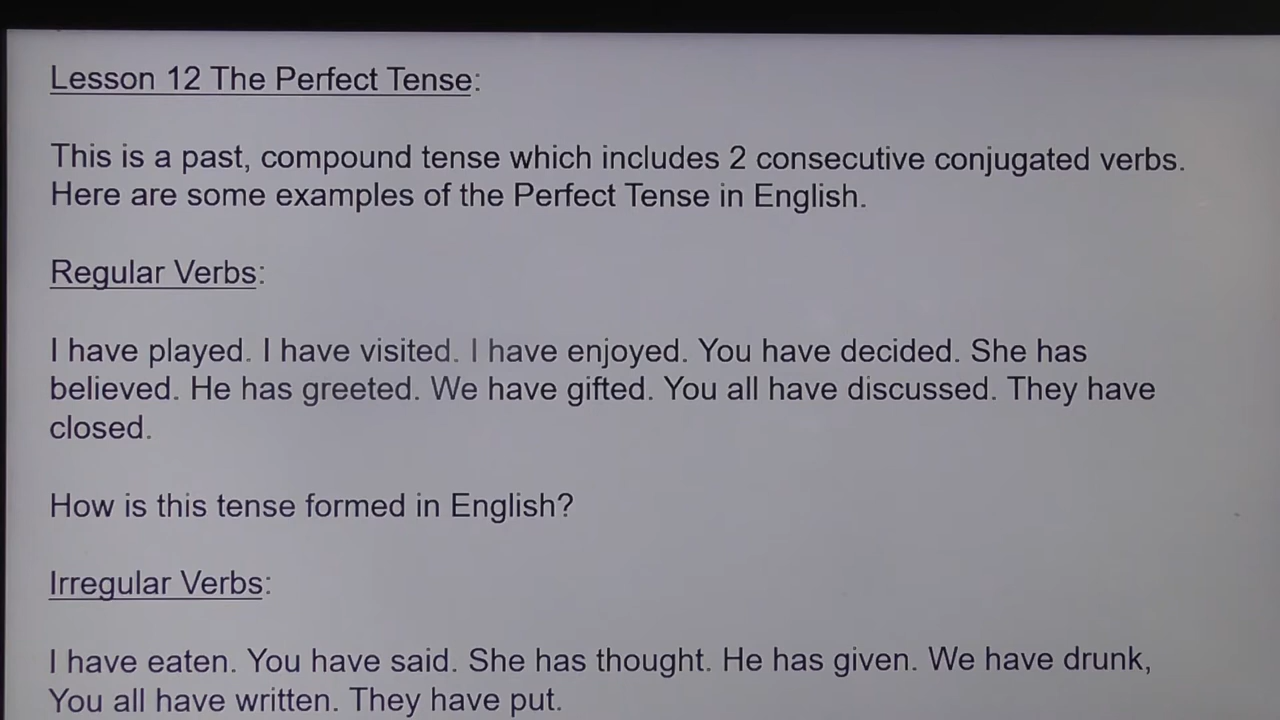 Lesson 12 The Perfect Tense:
This is a past, compound tense which includes 2 consecutive conjugated verbs.
Here are some examples of the Perfect Tense in English.
Regular Verbs:
I have played. I have visited. I have enjoyed. You have decided. She has
believed. He has greeted. We have gifted. You all have discussed. They have
closed.
How is this tense formed in English?
Irregular Verbs:
I have eaten. You have said. She has thought. He has given. We have drunk,
You all have written. They have put.